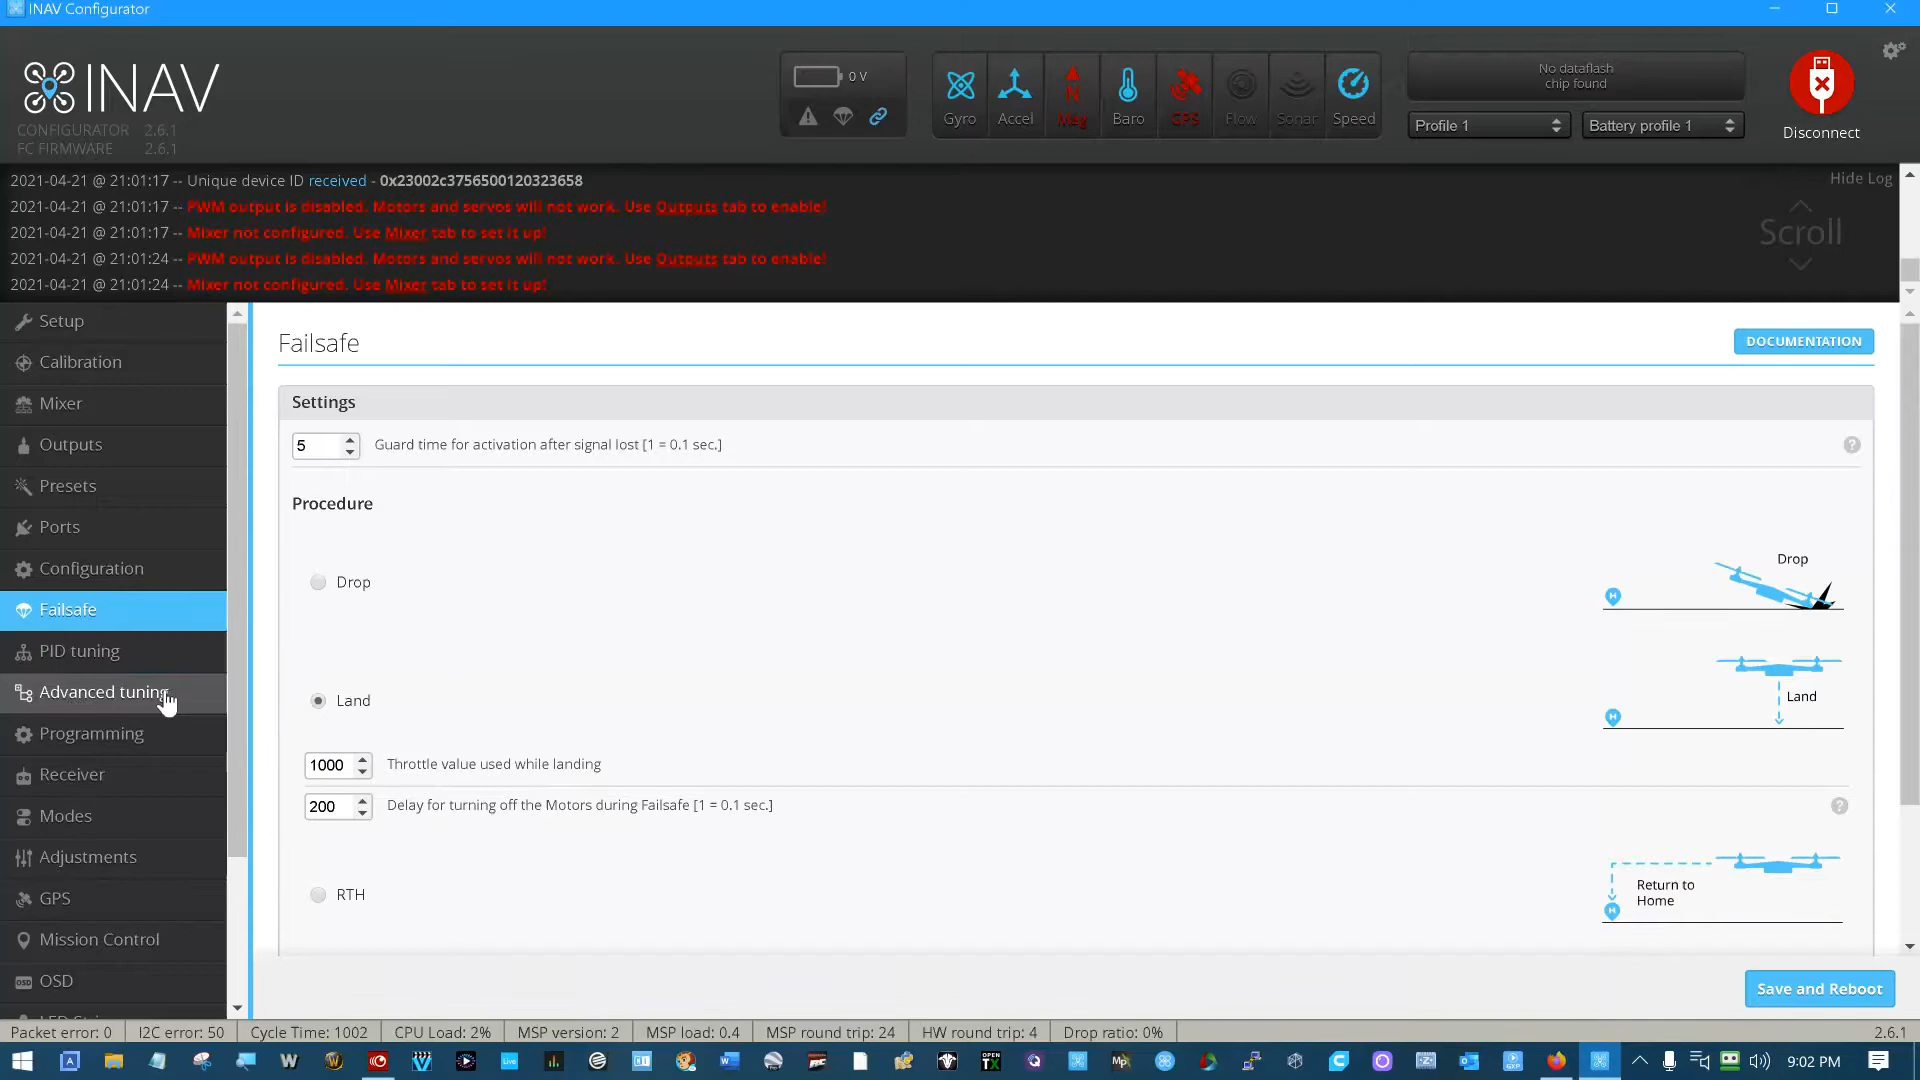 INAV Configurator
INAV
CONFIGURATOR 2.6.1
FC FIRMWARE 2.6.1
0 V
Gyro
Accel
Mag
Baro
GPS
Flow
Sonar
Speed
No dataflash
chip found
Profile 1
Battery profile 1
Disconnect
2021-04-21 @ 21:01:17 -- Unique device ID received - 0x23002c3756500120323658
2021-04-21 @ 21:01:17 -- PWM output is disabled. Motors and servos will not work. Use Outputs tab to enable!
2021-04-21 @ 21:01:17 -- Mixer not configured. Use Mixer tab to set it up!
2021-04-21 @ 21:01:24 -- PWM output is disabled. Motors and servos will not work. Use Outputs tab to enable!
2021-04-21 @ 21:01:24 -- Mixer not configured. Use Mixer tab to set it up!
Hide Log
Scroll
Setup
Calibration
Mixer
Outputs
Presets
Ports
Configuration
Failsafe
PID tuning
Advanced tuning
Programming
Receiver
Modes
Adjustments
GPS
Mission Control
OSD
Failsafe
DOCUMENTATION
Settings
5 Guard time for activation after signal lost [1 = 0.1 sec.]
Procedure
Drop
Drop
Land
Land
1000 Throttle value used while landing
200 Delay for turning off the Motors during Failsafe [1 = 0.1 sec.]
RTH
Return to
Home
Save and Reboot
Packet error: 0
I2C error: 50
Cycle Time: 1002
CPU Load: 2%
MSP version: 2
MSP load: 0.4
MSP round trip: 24
HW round trip: 4
Drop ratio: 0%
2.6.1
9:02 PM